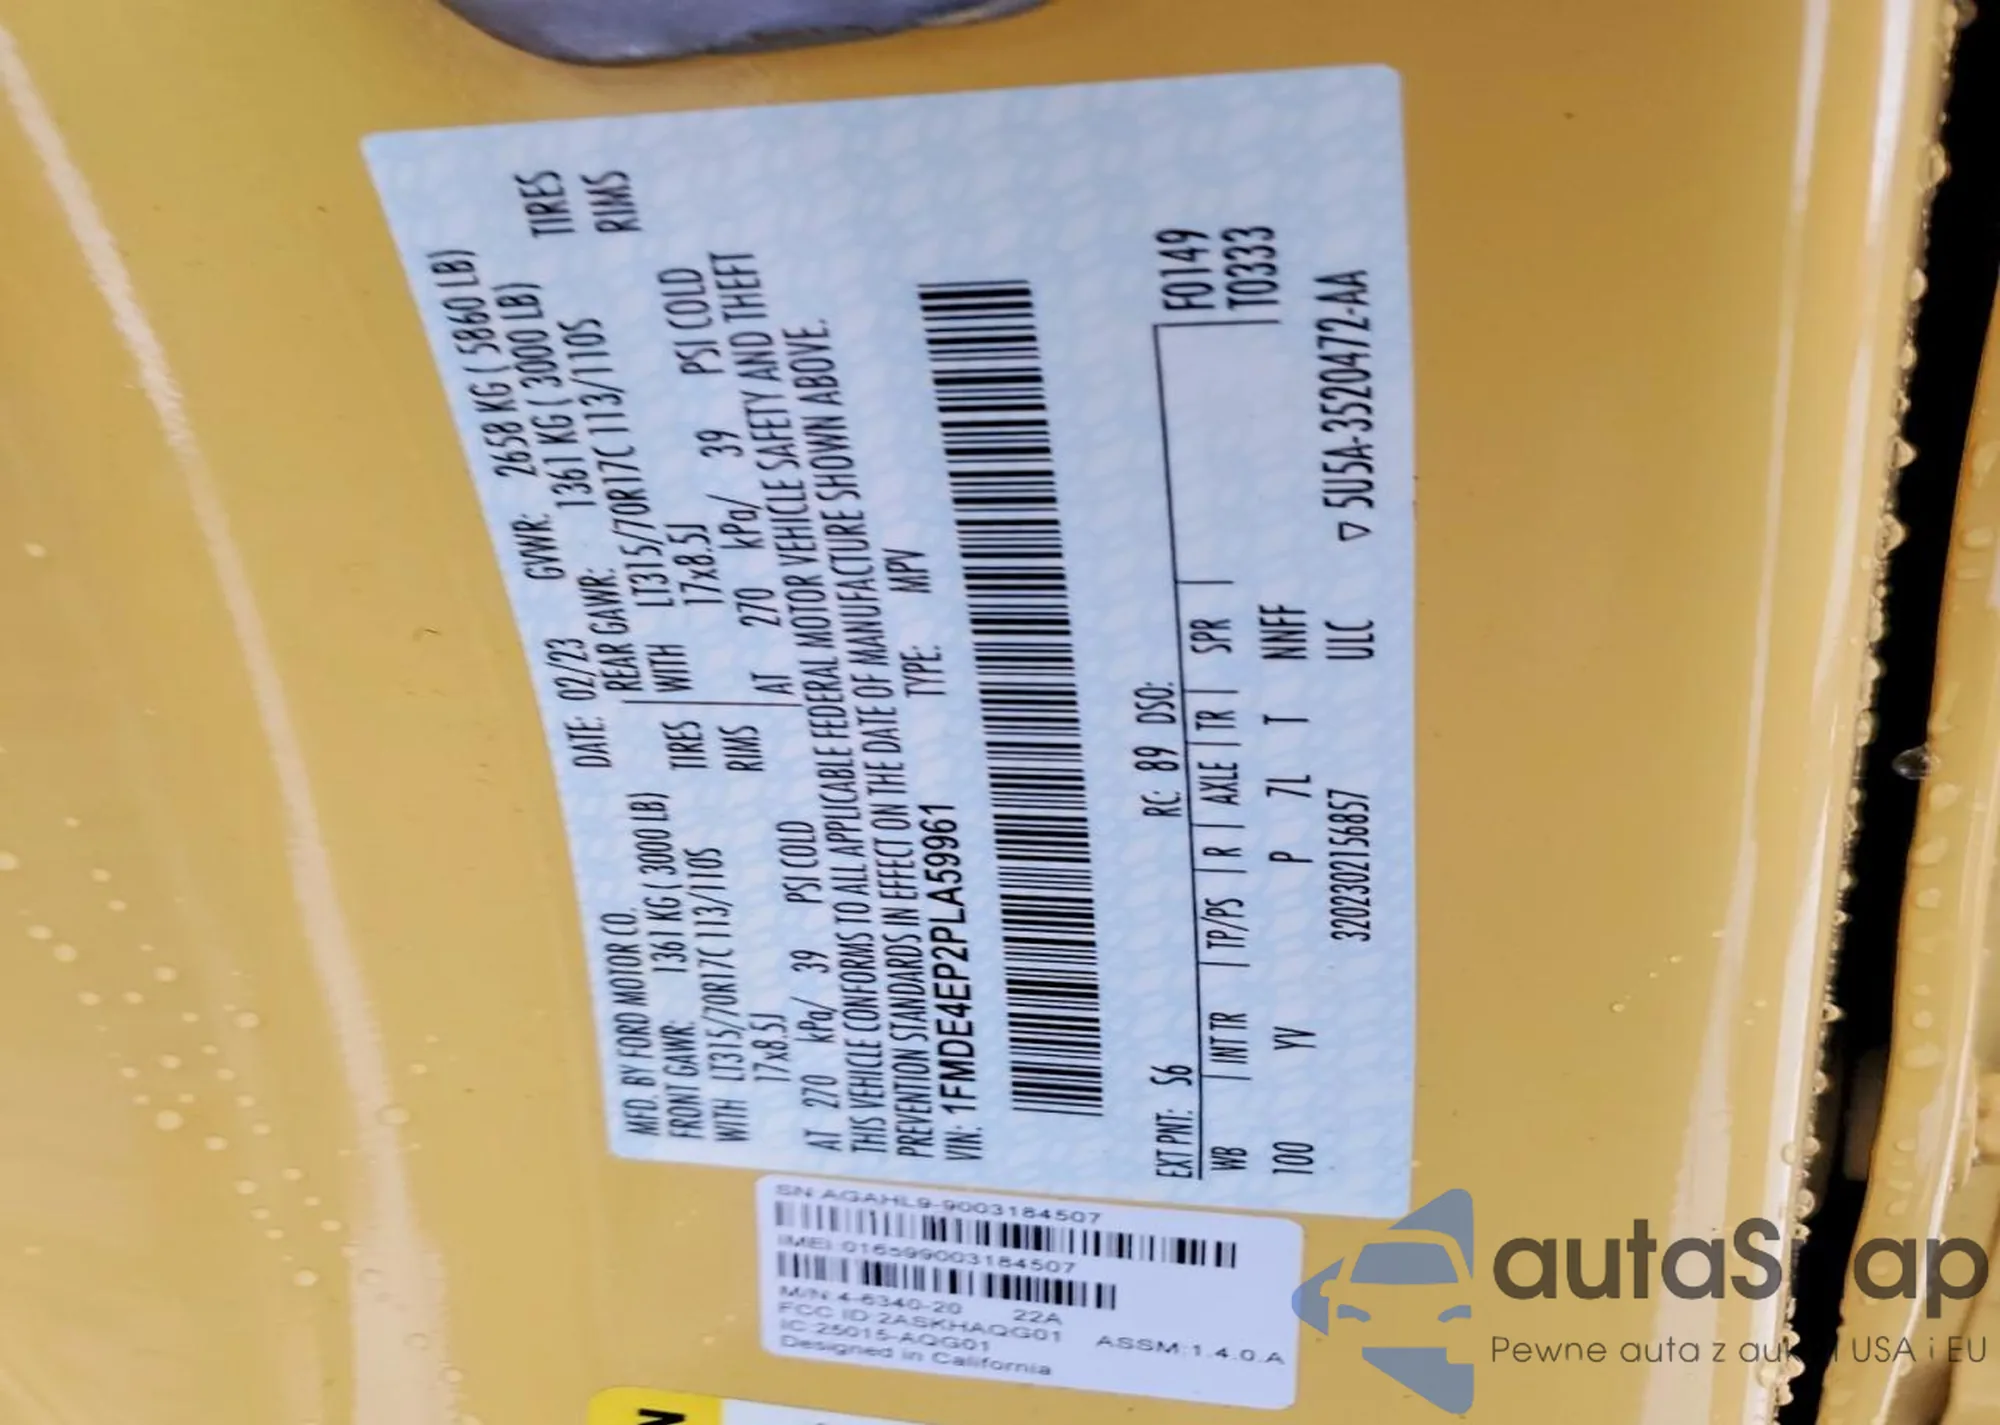 MFD. BY FORD MOTOR CO. DATE: 02/23 GVWR: 2658 KG ( 5860 LB)
FRONT GAWR: 1361 KG ( 3000 LB) REAR GAWR: 1361 KG ( 3000 LB)
WITH LT315/70R17C 113/110S TIRES WITH LT315/70R17C 113/110S TIRES
17x8.5J RIMS 17x8.5J RIMS
AT 270 kPa/ 39 PSI COLD AT 270 kPa/ 39 PSI COLD
THIS VEHICLE CONFORMS TO ALL APPLICABLE FEDERAL MOTOR VEHICLE SAFETY AND THEFT
PREVENTION STANDARDS IN EFFECT ON THE DATE OF MANUFACTURE SHOWN ABOVE.
VIN: 1FMDE4EP2PLA59961 TYPE: MPV
EXT PNT: S6 RC: 89 DSO: F0149
WB INT TR TP/PS R AXLE TR SPR T0333
100 YV P 7L T NNFF
3202302156857 ULC ▽ 5U5A-3520472-AA
SN AGAHL9-9003184507
IMEI 016599003184507
M/N 4-6340-20 22A
FCC ID:2ASKHAQG01
IC:25015-AQG01 ASSM:1.4.0.A
Designed in California
N
autaS ap
Pewne auta z au i USA i EU